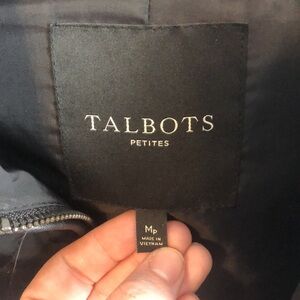 TALBOTS
PETITES
MP
MADE IN
VIETNAM